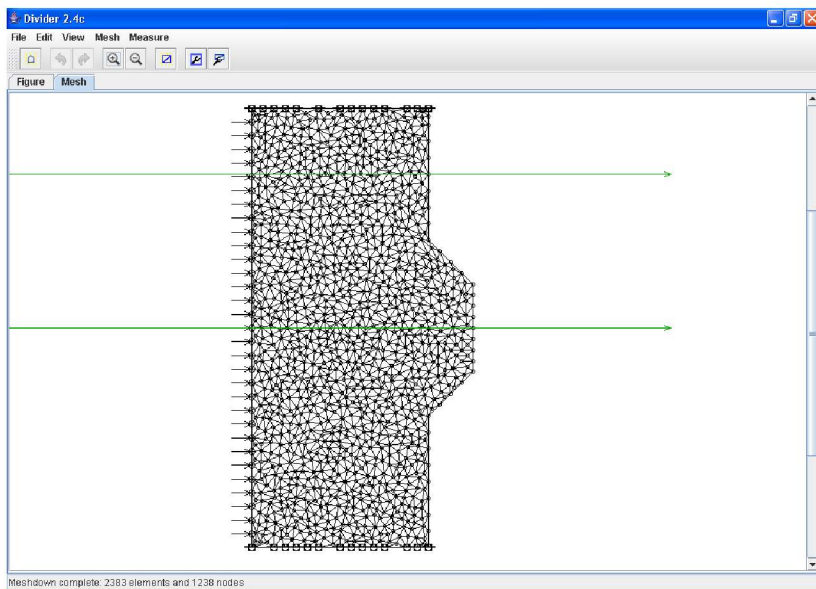 Divider 2.4c
File Edit View Mesh Measure
Figure Mesh
Meshdown complete: 2383 elements and 1238 nodes